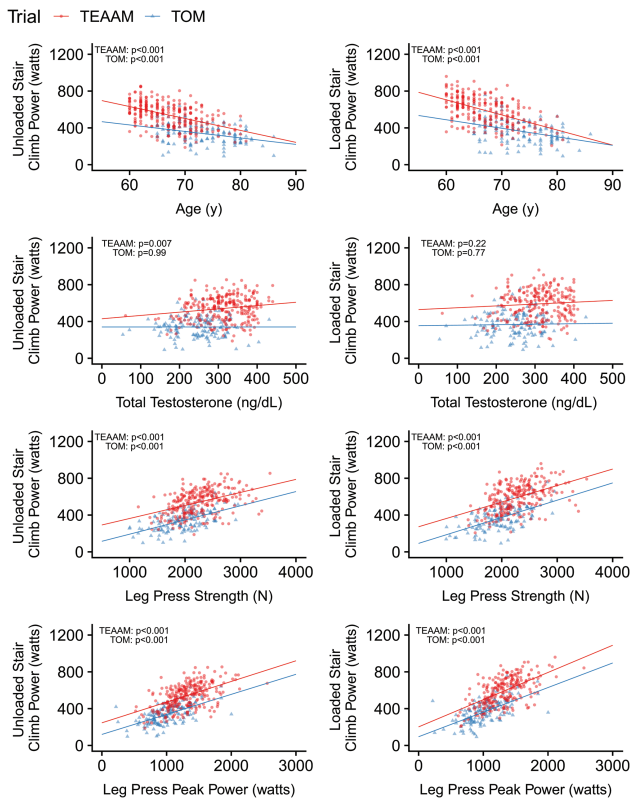 Trial TEAAM TOM
TEAAM: p<0.001
TOM: p<0.001
Unloaded Stair
Climb Power (watts)
1200
800
400
0
60 70 80 90
Age (y)
TEAAM: p<0.001
TOM: p<0.001
Loaded Stair
Climb Power (watts)
1200
800
400
0
60 70 80 90
Age (y)
TEAAM: p=0.007
TOM: p=0.99
Unloaded Stair
Climb Power (watts)
1200
800
400
0
0 100 200 300 400 500
Total Testosterone (ng/dL)
TEAAM: p=0.22
TOM: p=0.77
Loaded Stair
Climb Power (watts)
1200
800
400
0
0 100 200 300 400 500
Total Testosterone (ng/dL)
TEAAM: p<0.001
TOM: p<0.001
Unloaded Stair
Climb Power (watts)
1200
800
400
0
1000 2000 3000 4000
Leg Press Strength (N)
TEAAM: p<0.001
TOM: p<0.001
Loaded Stair
Climb Power (watts)
1200
800
400
0
1000 2000 3000 4000
Leg Press Strength (N)
TEAAM: p<0.001
TOM: p<0.001
Unloaded Stair
Climb Power (watts)
1200
800
400
0
0 1000 2000 3000
Leg Press Peak Power (watts)
TEAAM: p<0.001
TOM: p<0.001
Loaded Stair
Climb Power (watts)
1200
800
400
0
0 1000 2000 3000
Leg Press Peak Power (watts)